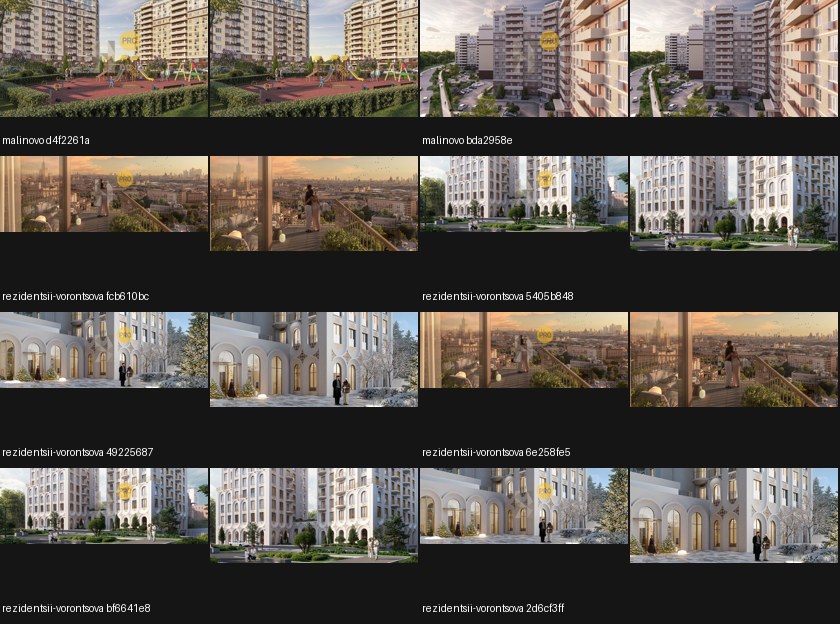 malinovo d4f2261a
malinovo bda2958e
rezidentsii-vorontsova fcb610bc
rezidentsii-vorontsova 5405b848
rezidentsii-vorontsova 49225687
rezidentsii-vorontsova 6e258fe5
rezidentsii-vorontsova bf6641e8
rezidentsii-vorontsova 2d6cf3ff